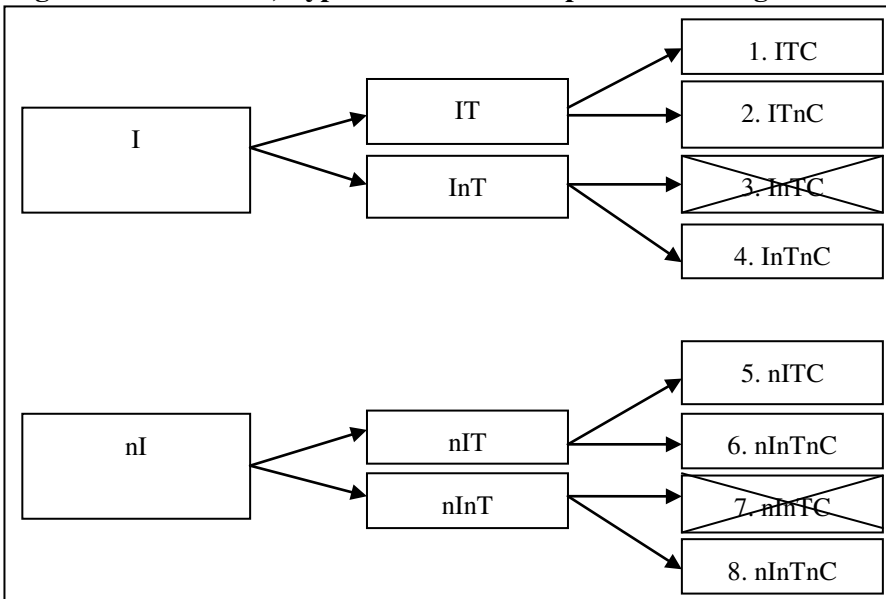 1. ITC
IT
2. ITnC
I
InT
3. InTC
4. InTnC
5. nITC
nIT
6. nInTnC
nI
nInT
7. nInTC
8. nInTnC